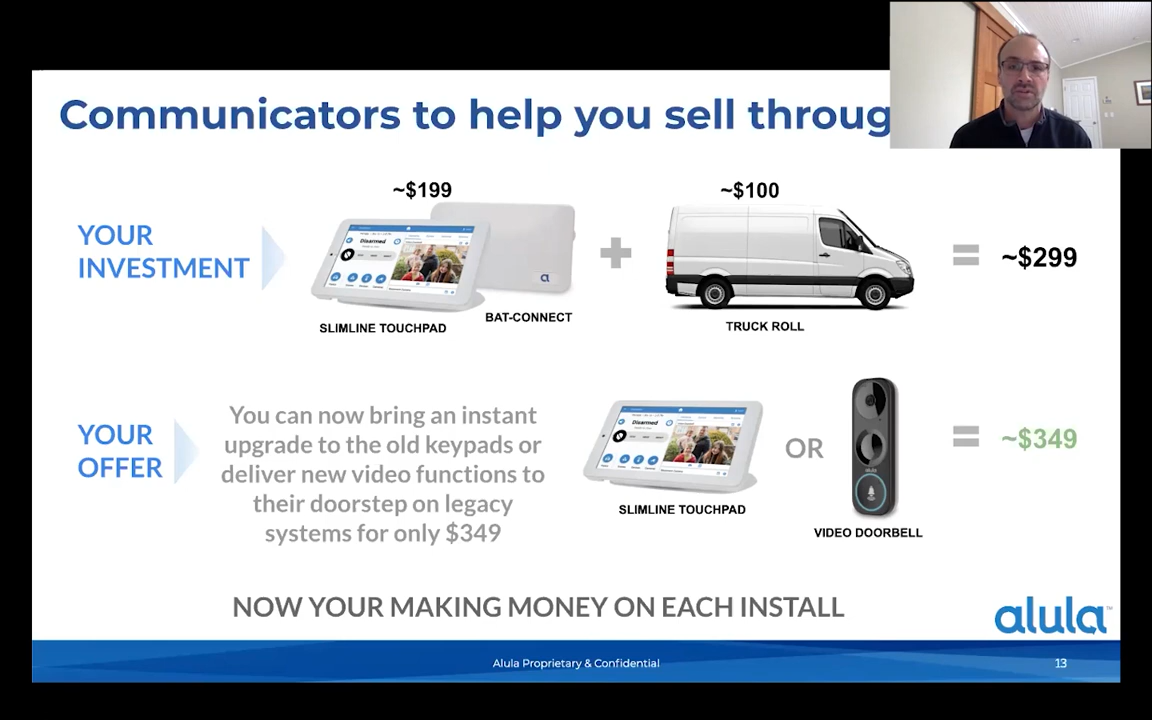 Communicators to help you sell throug
~$199
~$100
YOUR
INVESTMENT
Disarmed
a
+
=
~$299
SLIMLINE TOUCHPAD
BAT-CONNECT
TRUCK ROLL
YOUR
OFFER
You can now bring an instant
upgrade to the old keypads or
deliver new video functions to
their doorstep on legacy
systems for only $349
Disarmed
OR
alula
=
~$349
SLIMLINE TOUCHPAD
VIDEO DOORBELL
NOW YOUR MAKING MONEY ON EACH INSTALL
alula™
Alula Proprietary & Confidential
13